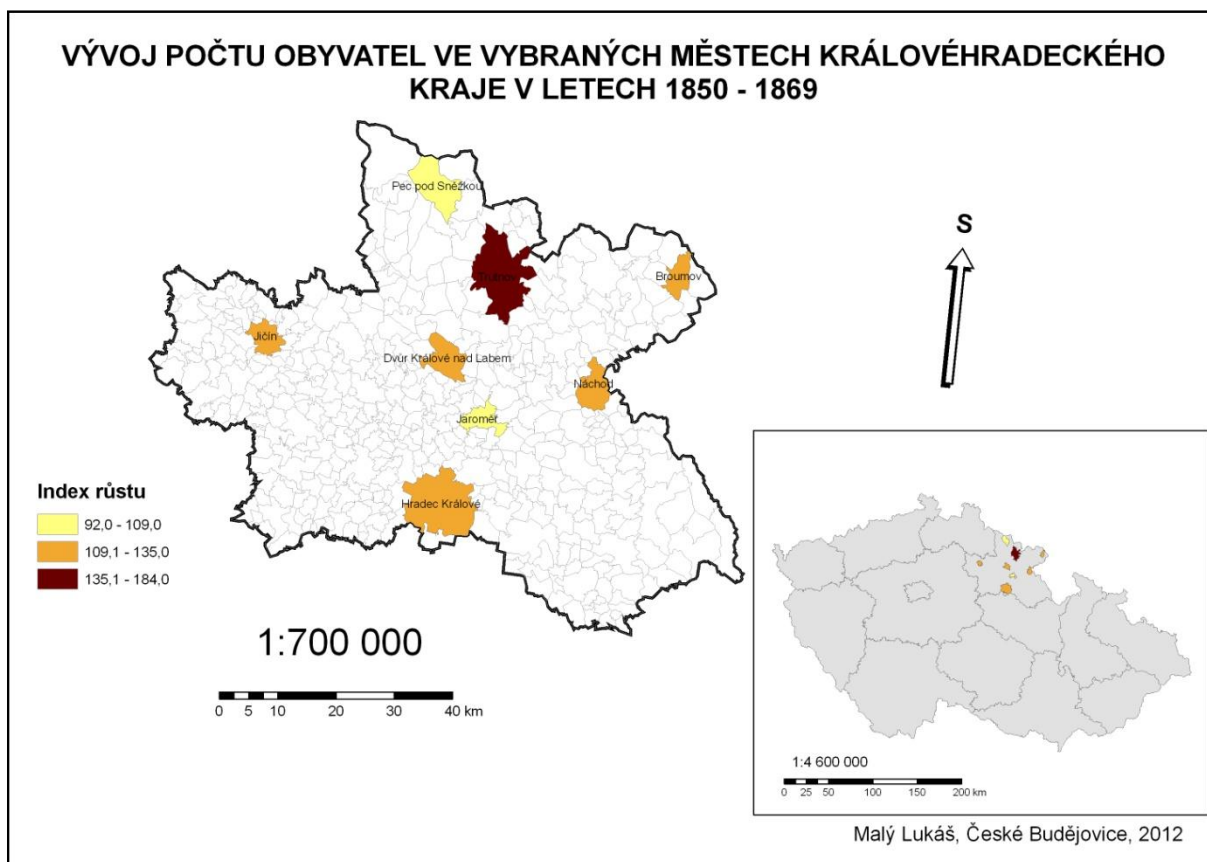 VÝVOJ POČTU OBYVATEL VE VYBRANÝCH MĚSTECH KRÁLOVÉHRADECKÉHO
KRAJE V LETECH 1850 - 1869
Pec pod Sněžkou
S
Trutnov
Broumov
Jičín
Dvůr Králové nad Labem
Náchod
Jaroměř
Hradec Králové
Index růstu
92,0 - 109,0
109,1 - 135,0
135,1 - 184,0
1:700 000
0 5 10 20 30 40 km
1:4 600 000
0 25 50 100 150 200 km
Malý Lukáš, České Budějovice, 2012